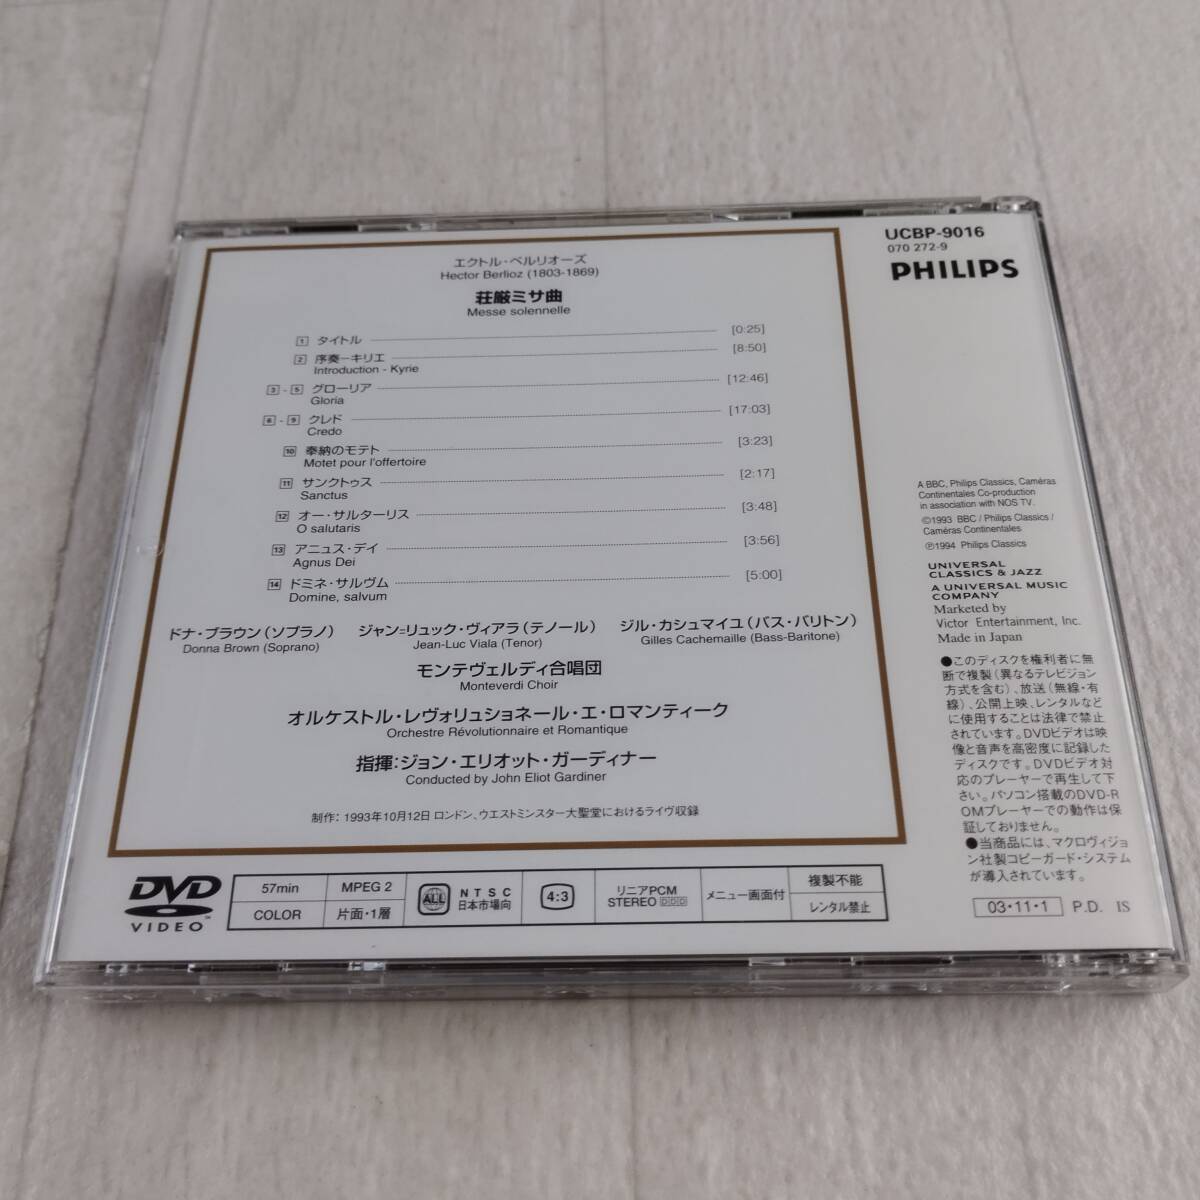 エクトル・ベルリオーズ
Hector Berlioz (1803-1869)
荘厳ミサ曲
Messe solennelle
1 タイトル [0:25]
2 序奏ーキリエ [8:50]
Introduction - Kyrie
3 - 5 グローリア [12:46]
Gloria
6 - 9 クレド [17:03]
Credo
10 奉納のモテト [3:23]
Motet pour l'offertoire
11 サンクトゥス [2:17]
Sanctus
12 オー・サルターリス [3:48]
O salutaris
13 アニュス・デイ [3:56]
Agnus Dei
14 ドミネ・サルヴム [5:00]
Domine, salvum
ドナ・ブラウン(ソプラノ) ジャン=リュック・ヴィアラ(テノール) ジル・カシュマイユ(バス・バリトン)
Donna Brown (Soprano) Jean-Luc Viala (Tenor) Gilles Cachemaille (Bass-Baritone)
モンテヴェルディ合唱団
Monteverdi Choir
オルケストル・レヴォリュショネール・エ・ロマンティーク
Orchestre Révolutionnaire et Romantique
指揮:ジョン・エリオット・ガーディナー
Conducted by John Eliot Gardiner
制作:1993年10月12日 ロンドン、ウエストミンスター大聖堂におけるライヴ収録
DVD
VIDEO
57min
MPEG 2
COLOR
片面・1層
ALL
NTSC
日本市場向
4:3
リニアPCM
STEREO DDD
メニュー画面付
複製不能
レンタル禁止
UCBP-9016
070 272-9
PHILIPS
A BBC, Philips Classics, Caméras
Continentales Co-production
in association with NOS TV.
©1993 BBC / Philips Classics /
Caméras Continentales
℗1994 Philips Classics
UNIVERSAL
CLASSICS & JAZZ
A UNIVERSAL MUSIC
COMPANY
Marketed by
Victor Entertainment, Inc.
Made in Japan
●このディスクを権利者に無
断で複製(異なるテレビジョン
方式を含む)、放送(無線・有
線)、公開上映、レンタルなど
に使用することは法律で禁止
されています。DVDビデオは映
像と音声を高密度に記録した
ディスクです。DVDビデオ対
応のプレーヤーで再生して下
さい。パソコン搭載のDVD-R
OMプレーヤーでの動作は保
証しておりません。
●当商品には、マクロヴィジョ
ン社製コピーガード・システム
が導入されています。
03・11・1 P.D. IS